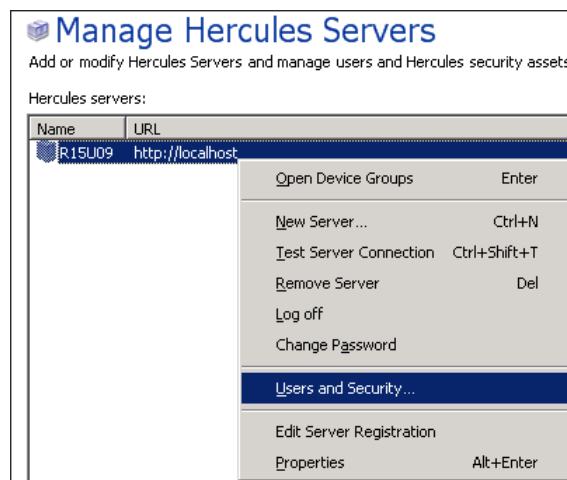 Manage Hercules Servers
Add or modify Hercules Servers and manage users and Hercules security assets
Hercules servers:
Name URL
R15U09 http://localhost
Open Device Groups Enter
New Server... Ctrl+N
Test Server Connection Ctrl+Shift+T
Remove Server Del
Log off
Change Password
Users and Security...
Edit Server Registration
Properties Alt+Enter